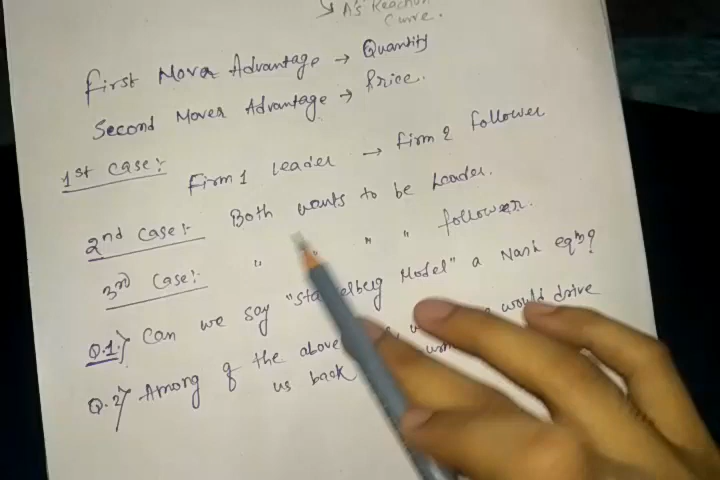 ↘ A's Reaction
Curve.
First Mover Advantage → Quantity
Second Mover Advantage → Price.
1st Case:- Firm 1 leader → Firm 2 follower
2nd Case:- Both wants to be Leader.
3rd Case:- " " " " follower.
Q.1) Can we say "Stackelberg Model" a Nash eqm?
Q.2) Among of the above would drive
us back